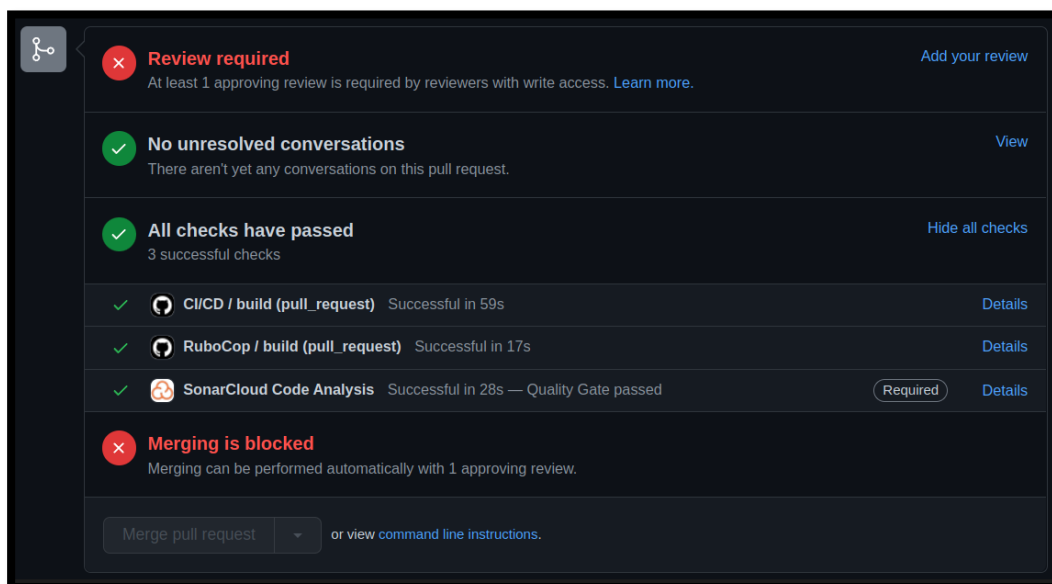 Review required
Add your review
At least 1 approving review is required by reviewers with write access. Learn more.
No unresolved conversations
View
There aren't yet any conversations on this pull request.
All checks have passed
Hide all checks
3 successful checks
CI/CD / build (pull_request) Successful in 59s Details
RuboCop / build (pull_request) Successful in 17s Details
SonarCloud Code Analysis Successful in 28s — Quality Gate passed Required Details
Merging is blocked
Merging can be performed automatically with 1 approving review.
Merge pull request or view command line instructions.